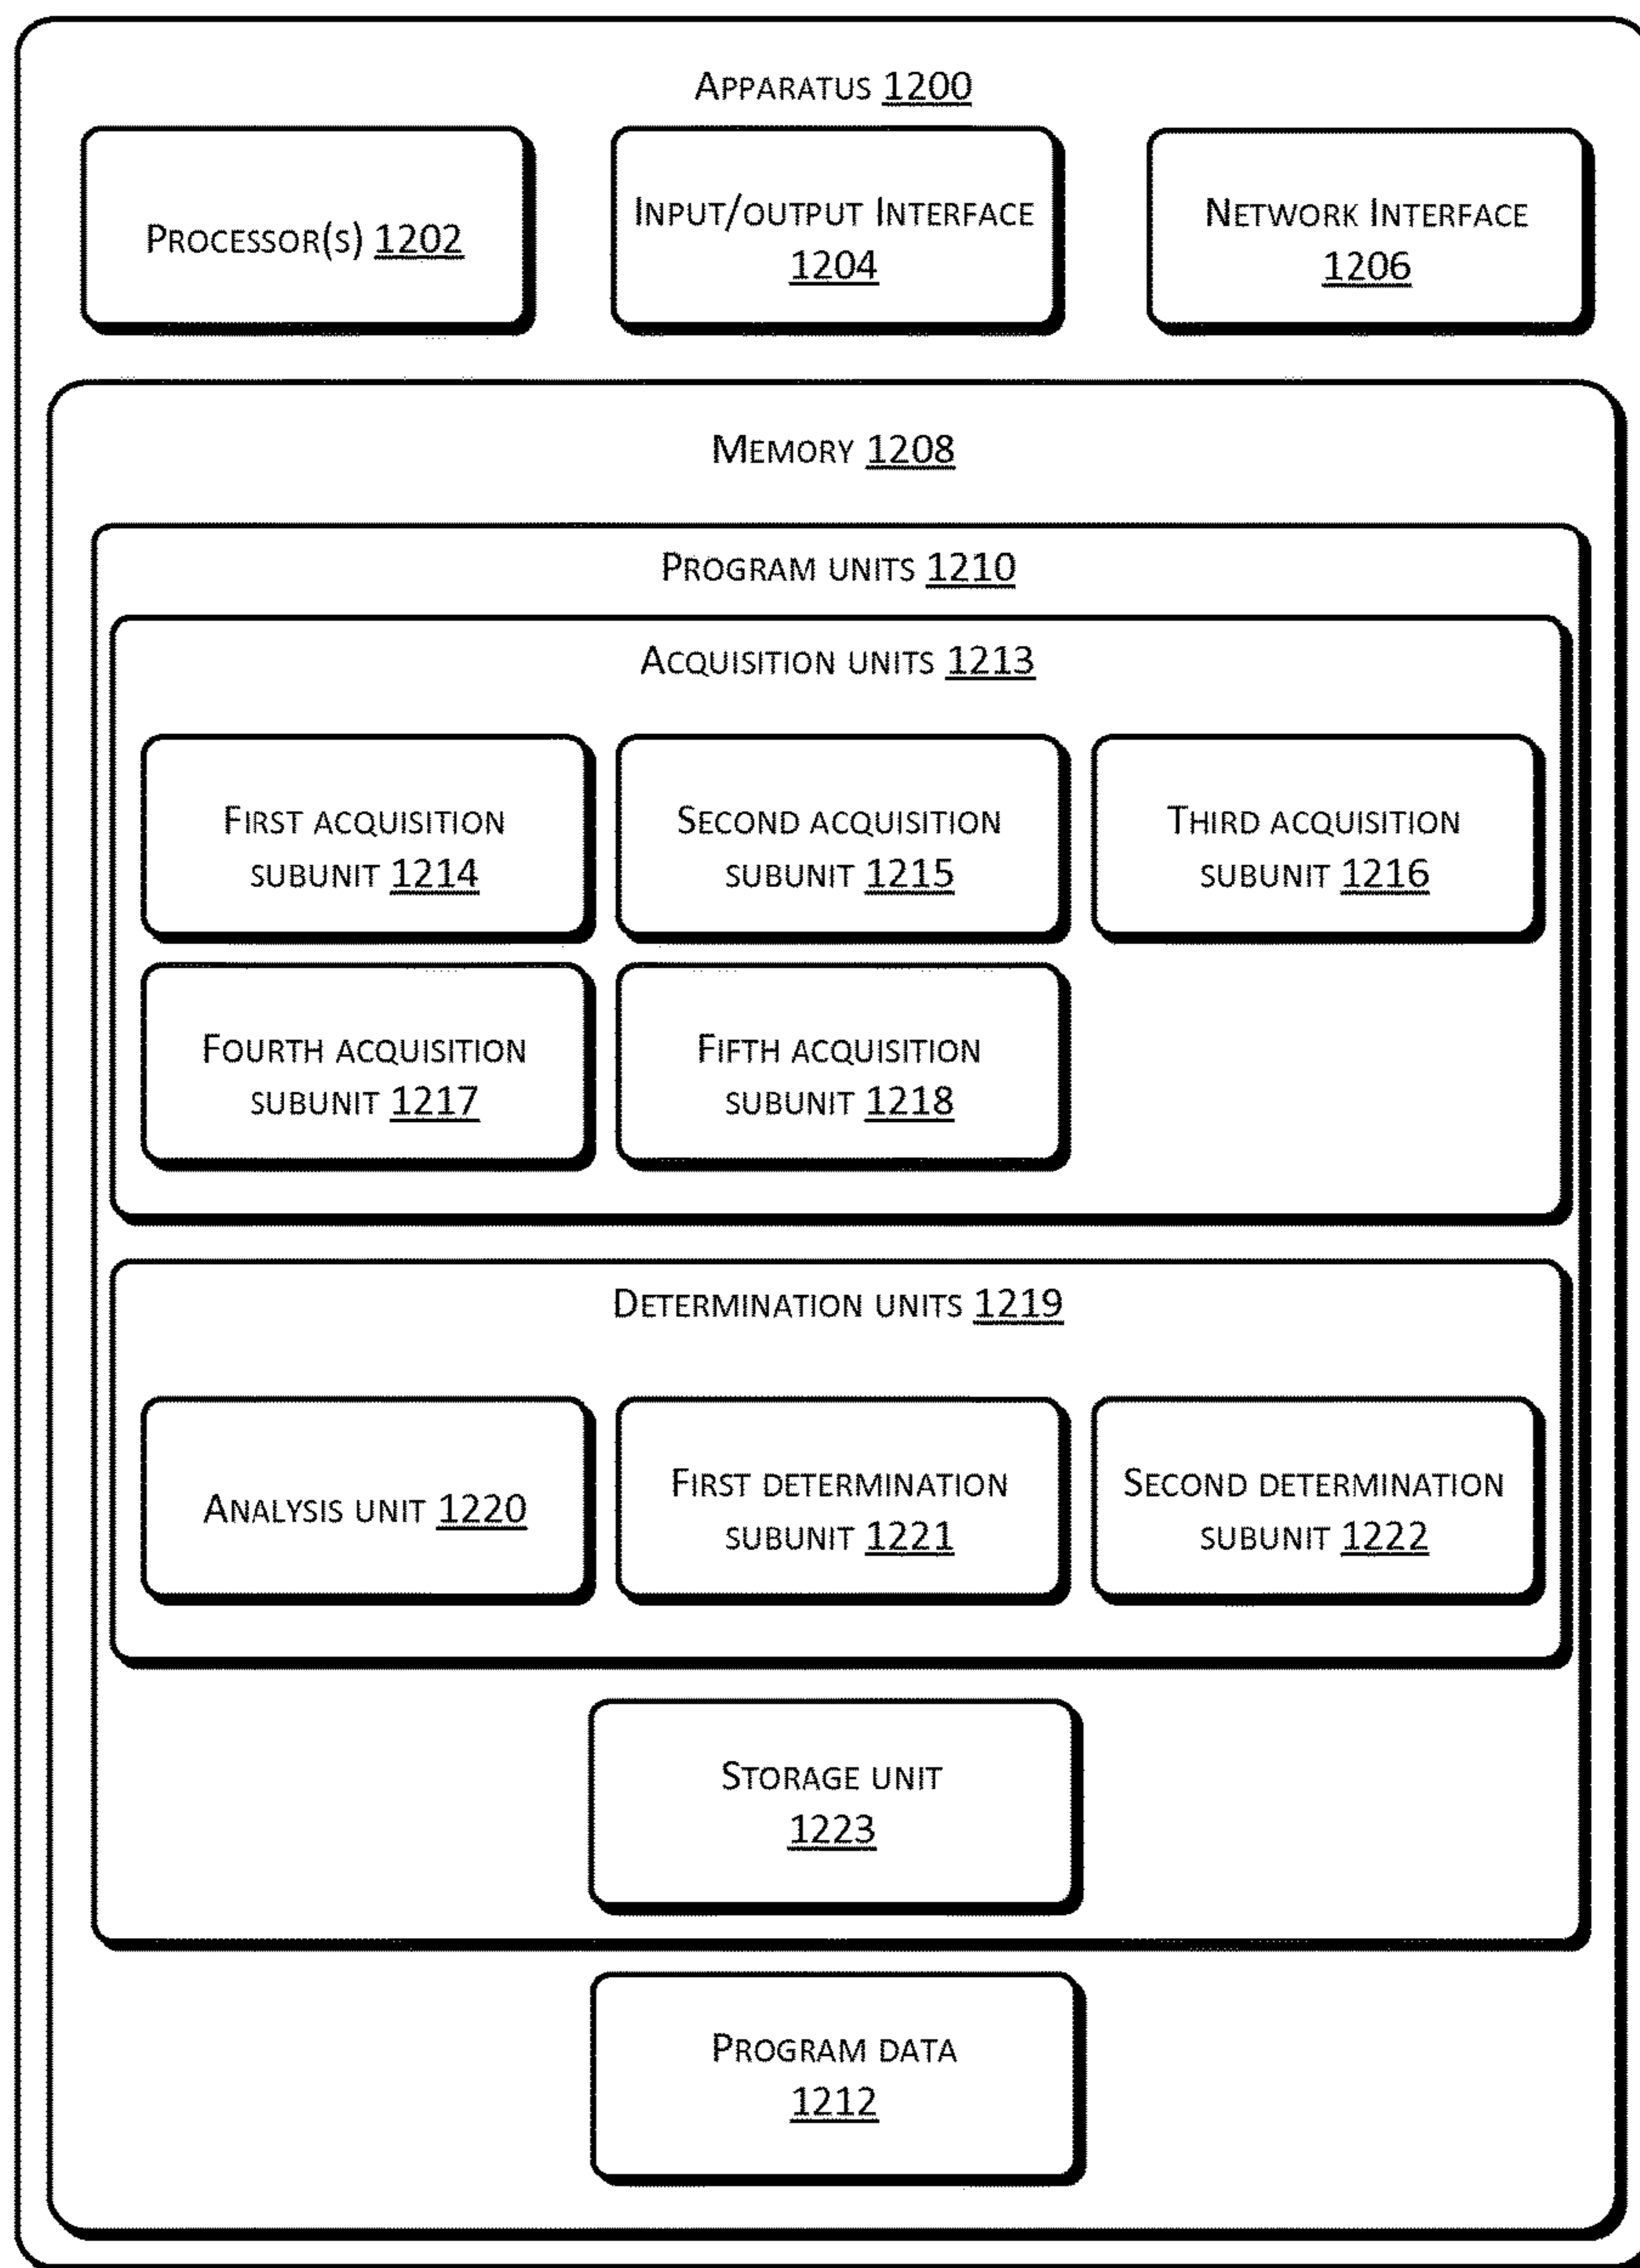 APPARATUS 1200
PROCESSOR(S) 1202
INPUT/OUTPUT INTERFACE
1204
NETWORK INTERFACE
1206
MEMORY 1208
PROGRAM UNITS 1210
ACQUISITION UNITS 1213
FIRST ACQUISITION
SUBUNIT 1214
SECOND ACQUISITION
SUBUNIT 1215
THIRD ACQUISITION
SUBUNIT 1216
FOURTH ACQUISITION
SUBUNIT 1217
FIFTH ACQUISITION
SUBUNIT 1218
DETERMINATION UNITS 1219
ANALYSIS UNIT 1220
FIRST DETERMINATION
SUBUNIT 1221
SECOND DETERMINATION
SUBUNIT 1222
STORAGE UNIT
1223
PROGRAM DATA
1212